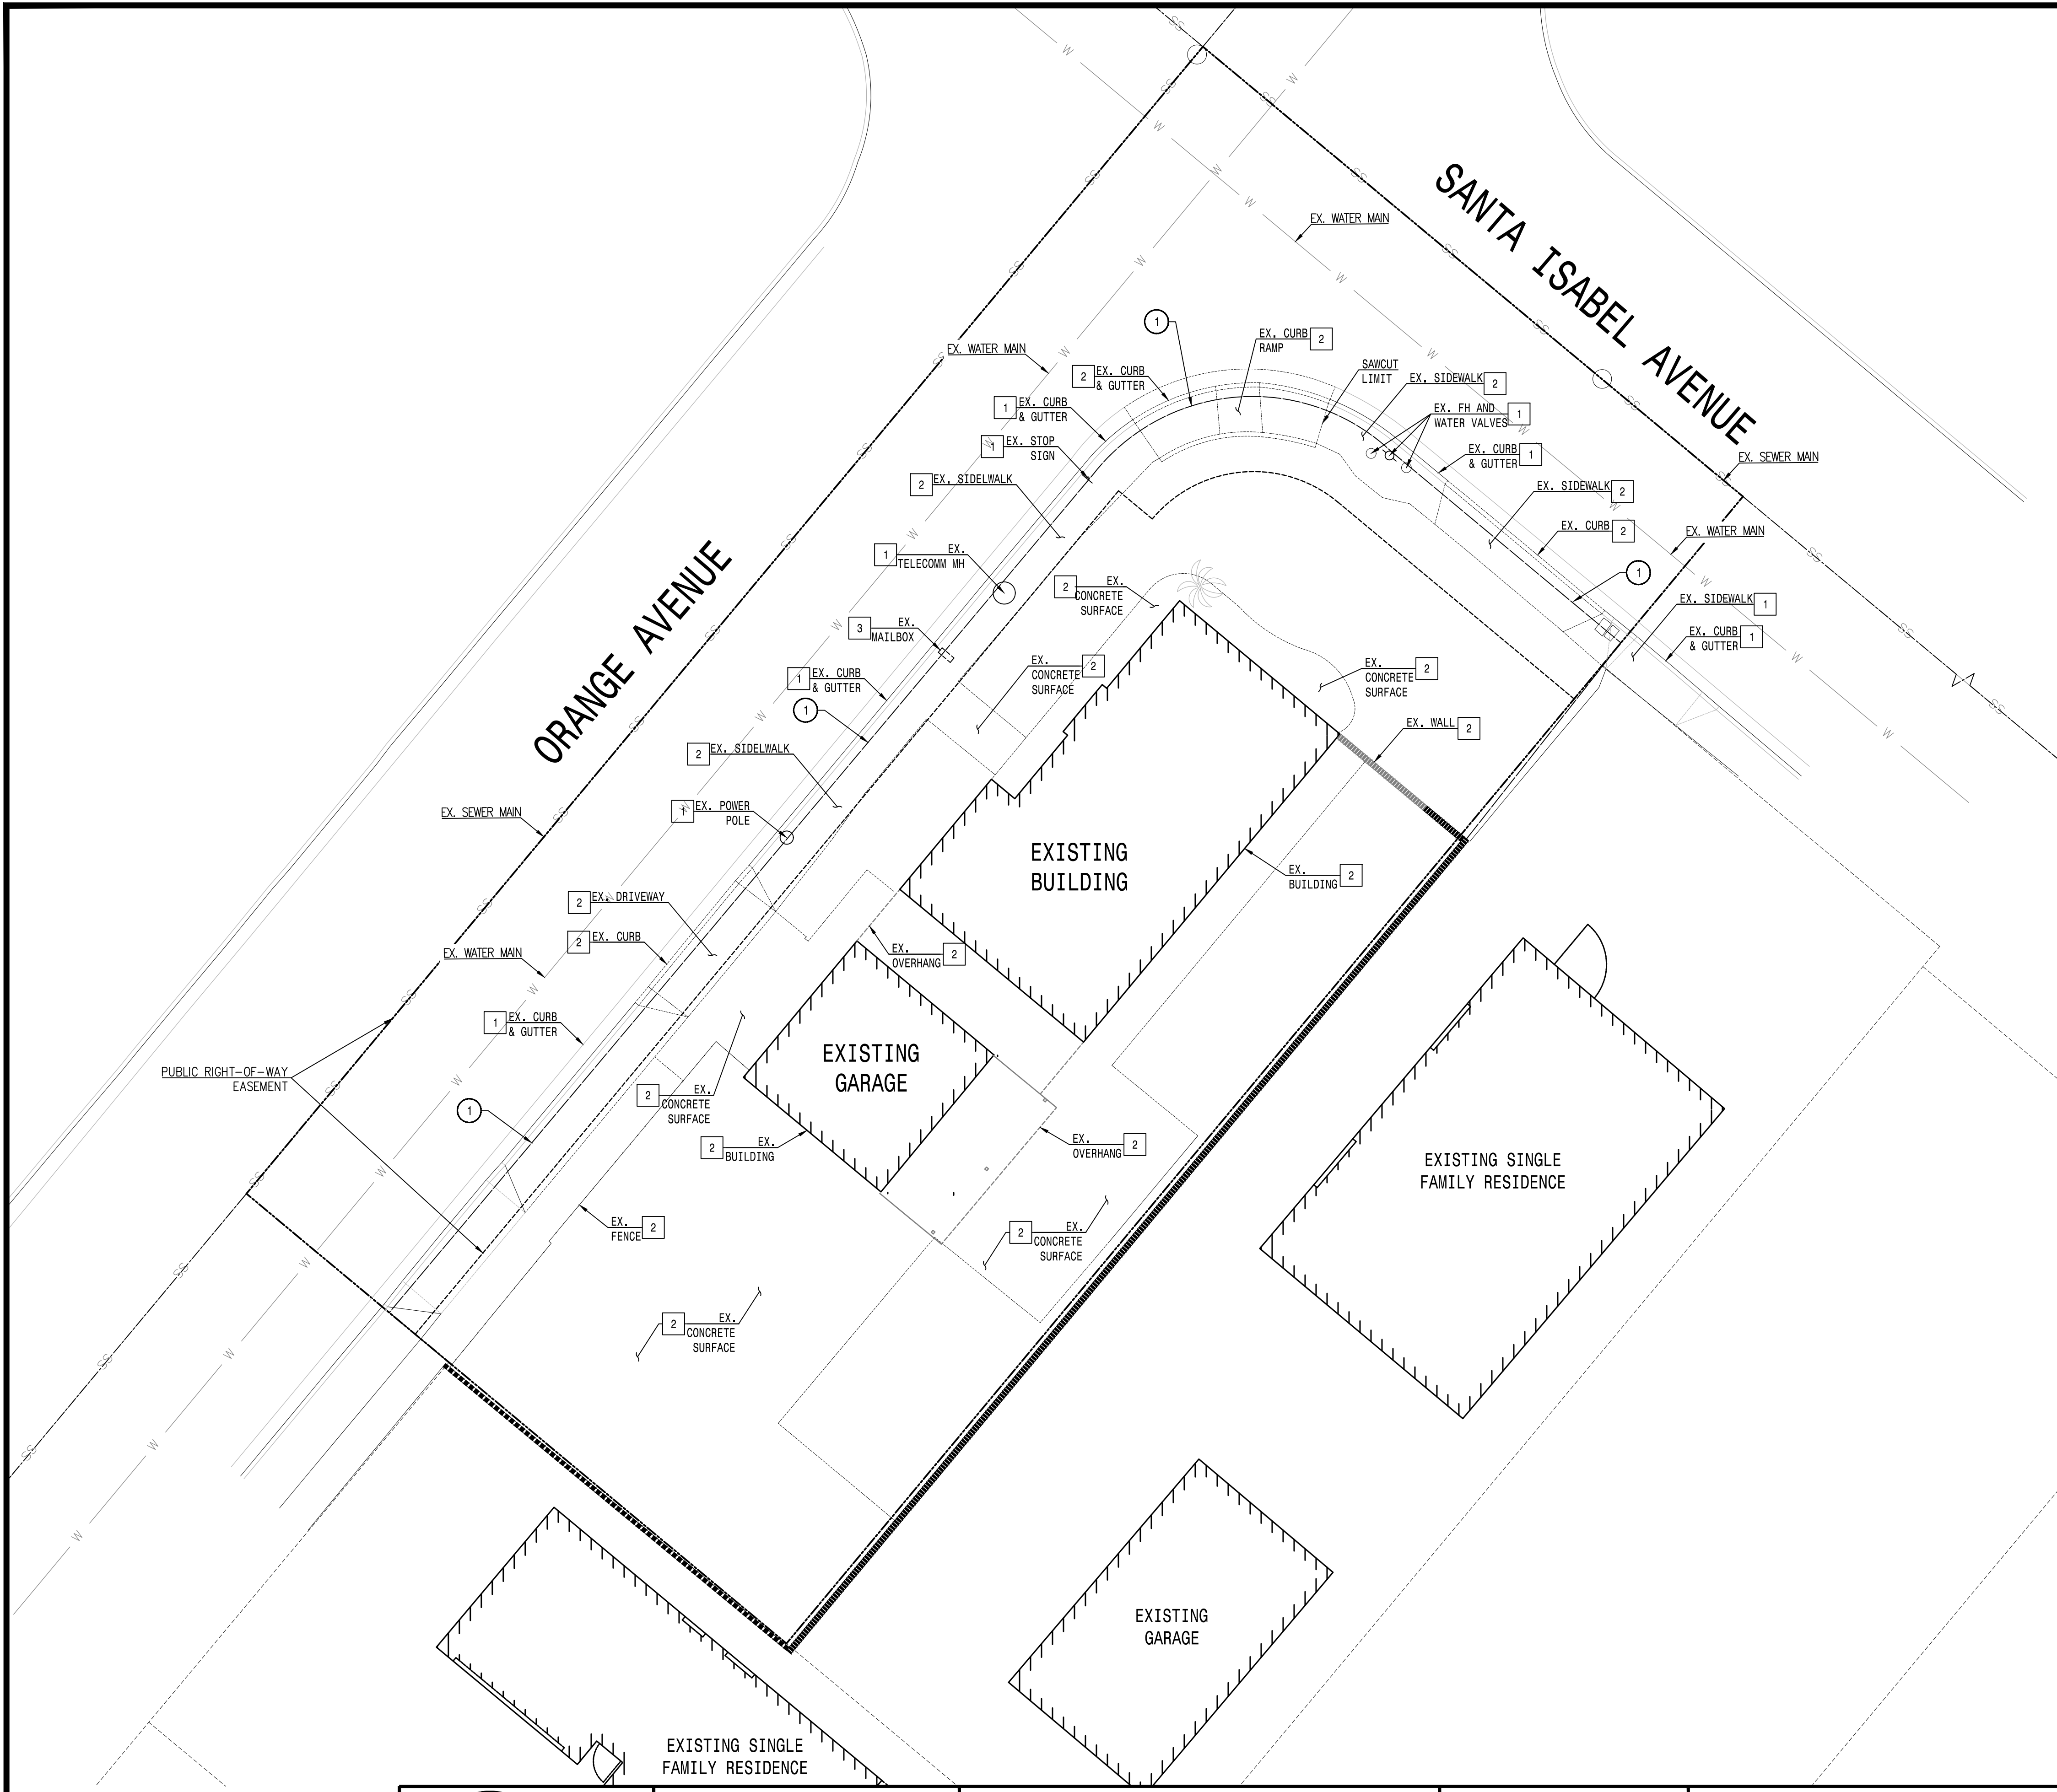 SANTA ISABEL AVENUE
ORANGE AVENUE
EX. WATER MAIN
1
EX. CURB 2
RAMP
EX. WATER MAIN
SAWCUT
LIMIT
2 EX. CURB
& GUTTER
EX. SIDEWALK 2
1 EX. CURB
& GUTTER
EX. FH AND 1
WATER VALVES
1 EX. STOP
SIGN
EX. CURB 1
& GUTTER
EX. SEWER MAIN
2 EX. SIDELWALK
EX. SIDEWALK 2
EX. CURB 2
EX. WATER MAIN
1 EX.
TELECOMM MH
1
2 EX.
CONCRETE
SURFACE
EX. SIDEWALK 1
3 EX.
MAILBOX
EX. CURB 1
& GUTTER
EX. 2
CONCRETE
SURFACE
EX. 2
CONCRETE
SURFACE
1 EX. CURB
& GUTTER
1
EX. WALL 2
2 EX. SIDELWALK
1 EX. POWER
POLE
EX. SEWER MAIN
EXISTING
BUILDING
EX.
BUILDING 2
2 EX. DRIVEWAY
2 EX. CURB
EX. WATER MAIN
EX.
OVERHANG 2
1 EX. CURB
& GUTTER
EXISTING
GARAGE
PUBLIC RIGHT-OF-WAY
EASEMENT
2 EX.
CONCRETE
SURFACE
1
2 EX.
BUILDING
EX. 2
OVERHANG
EXISTING SINGLE
FAMILY RESIDENCE
EX.
FENCE 2
2 EX.
CONCRETE
SURFACE
2 EX.
CONCRETE
SURFACE
EXISTING
GARAGE
EXISTING SINGLE
FAMILY RESIDENCE
W
SS